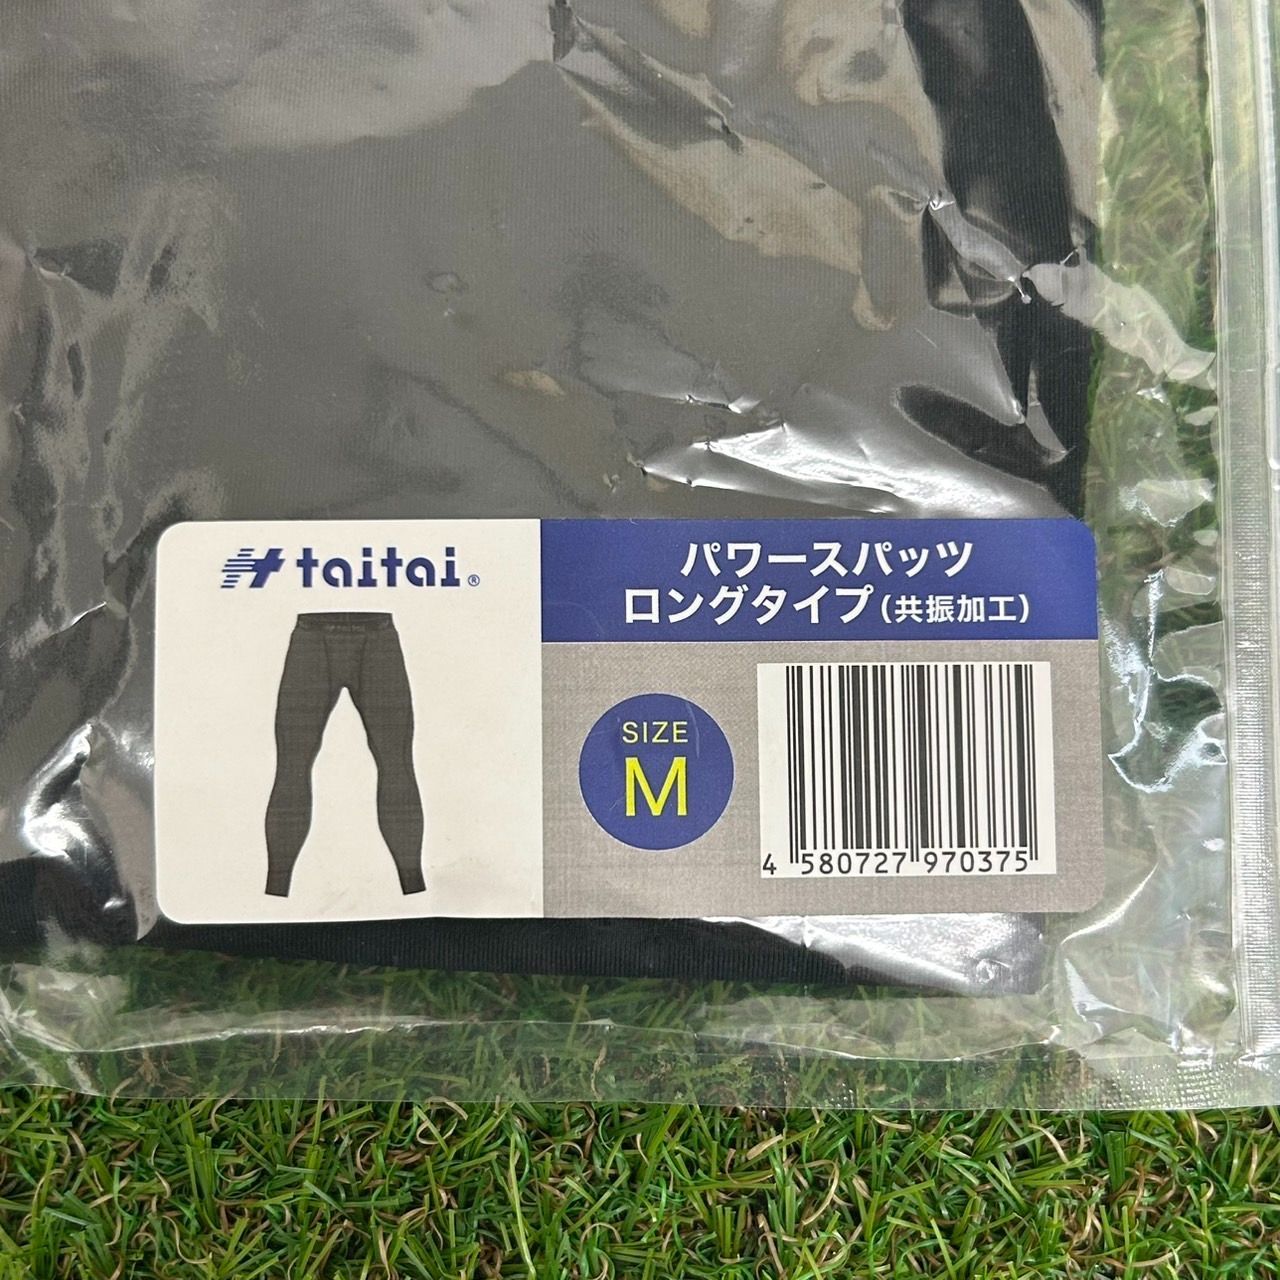 taitai®
パワースパッツ
ロングタイプ(共振加工)
SIZE
M
4 580727 970375